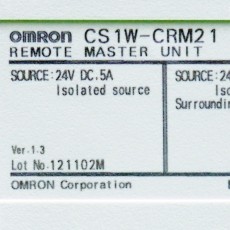 OMRON CS1W-CRM21
REMOTE MASTER UNIT
SOURCE:24V DC.5A
Isolated source
SOURCE:24
Isol
Surroundin
Ver.1.3
Lot No.121102M
OMRON Corporation